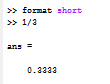 >> format short
>> 1/3
ans =
0.3333